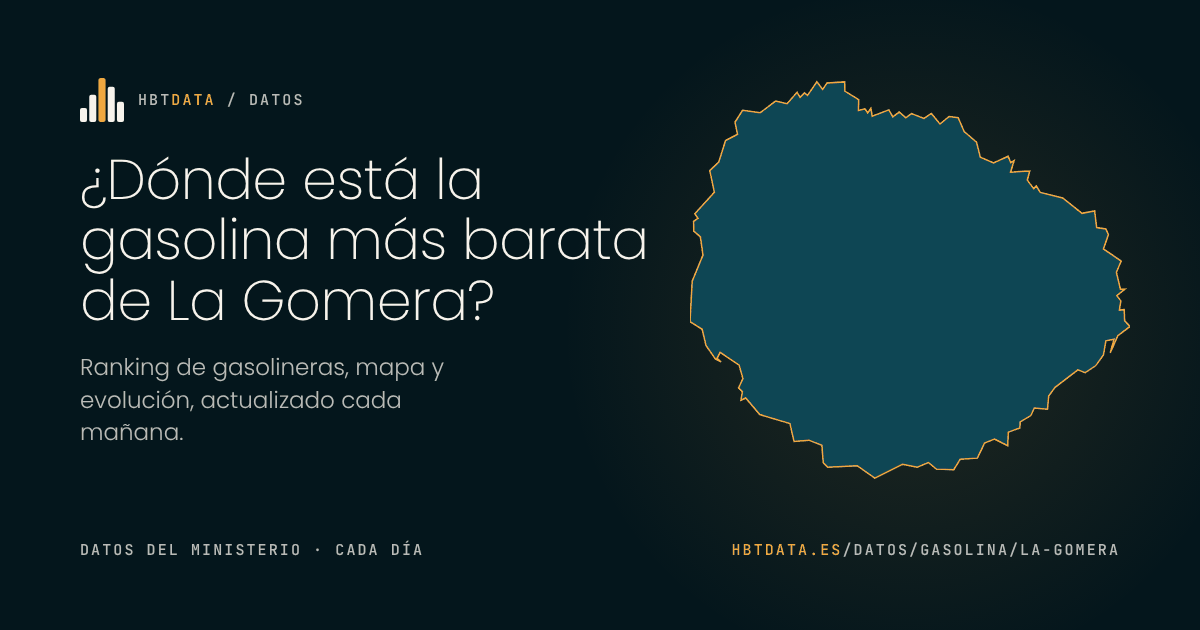 HBTDATA / DATOS
¿Dónde está la
gasolina más barata
de La Gomera?
Ranking de gasolineras, mapa y
evolución, actualizado cada
mañana.
DATOS DEL MINISTERIO · CADA DÍA
HBTDATA.ES/DATOS/GASOLINA/LA-GOMERA